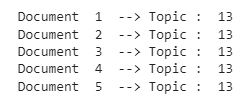 Document  1  --> Topic :  13
Document  2  --> Topic :  13
Document  3  --> Topic :  13
Document  4  --> Topic :  13
Document  5  --> Topic :  13